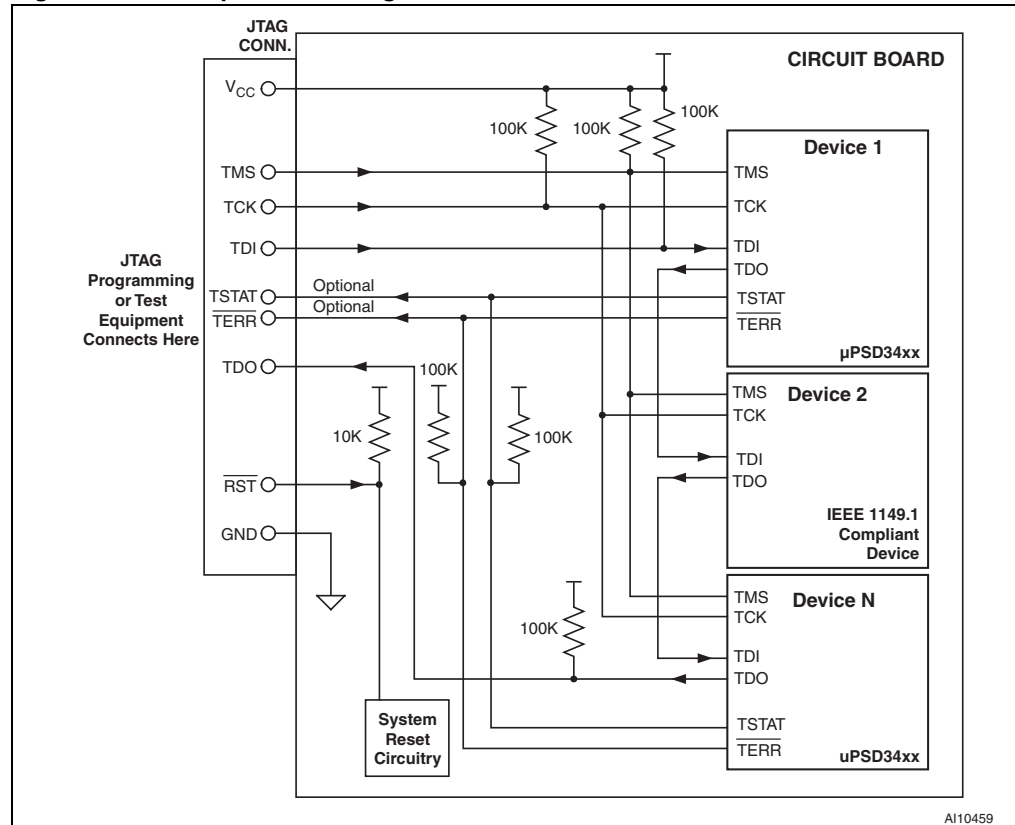 JTAG
CONN.
CIRCUIT BOARD
VCC
100K
100K
100K
Device 1
TMS
TMS
TCK
TCK
TDI
TDI
TDO
JTAG
Programming
or Test
Equipment
Connects Here
TSTAT
Optional
TSTAT
TERR
Optional
TERR
µPSD34xx
TDO
100K
10K
100K
TMS
Device 2
TCK
TDI
TDO
RST
IEEE 1149.1
Compliant
Device
GND
TMS
Device N
TCK
100K
TDI
TDO
System
Reset
Circuitry
TSTAT
TERR
uPSD34xx
AI10459